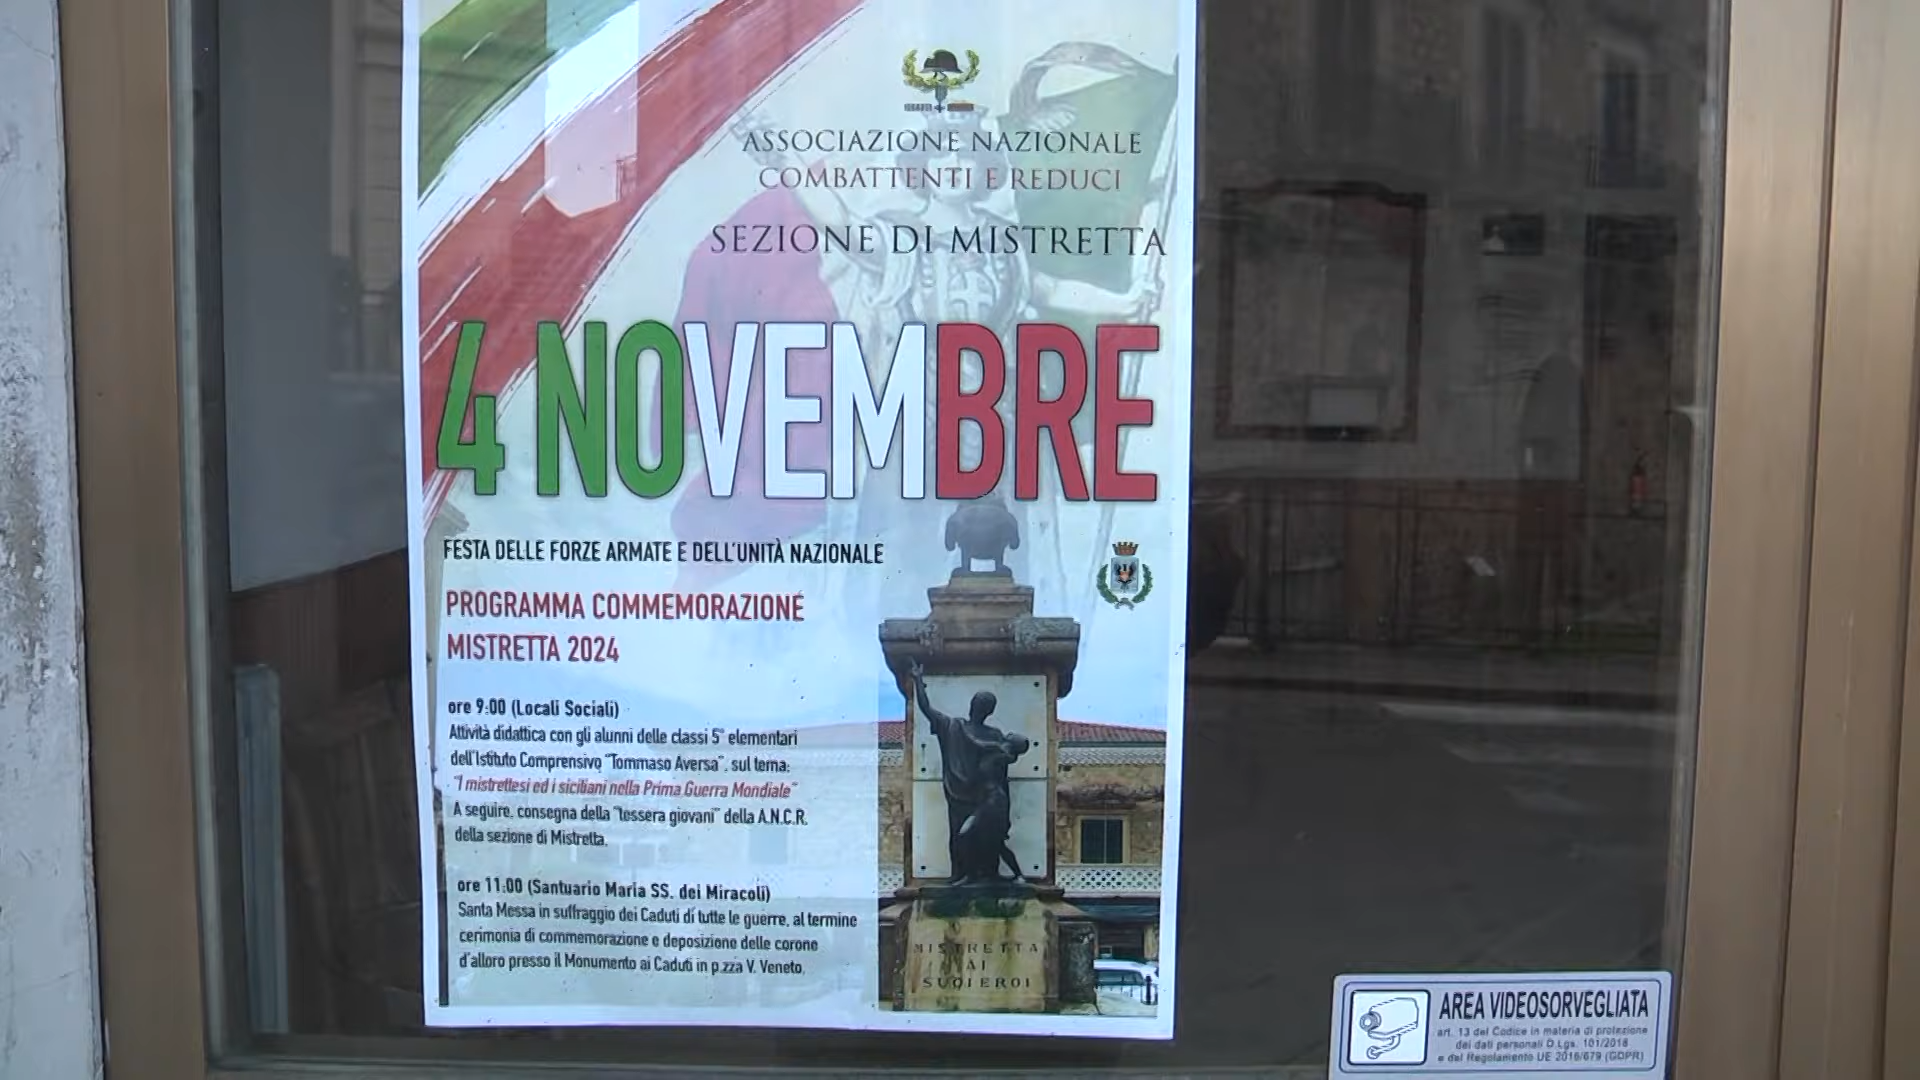 ASSOCIAZIONE NAZIONALE
COMBATTENTI E REDUCI
SEZIONE DI MISTRETTA
4 NOVEMBRE
FESTA DELLE FORZE ARMATE E DELL'UNITÀ NAZIONALE
PROGRAMMA COMMEMORAZIONE
MISTRETTA 2024
ore 9:00 (Locali Sociali)
Attività didattica con gli alunni delle classi 5° elementari
dell'Istituto Comprensivo "Tommaso Aversa", sul tema:
"I mistrettesi ed i siciliani nella Prima Guerra Mondiale"
A seguire, consegna della "tessera giovani" della A.N.C.R.
della sezione di Mistretta.
ore 11:00 (Santuario Maria SS. dei Miracoli)
Santa Messa in suffraggio dei Caduti di tutte le guerre, al termine
cerimonia di commemorazione e deposizione delle corone
d'alloro presso il Monumento ai Caduti in p.zza V. Veneto.
MISTRETTA
AI
SUOI EROI
AREA VIDEOSORVEGLIATA
art. 13 del Codice in materia di protezione
dei dati personali D.Lgs. 101/2018
e del Regolamento UE 2016/679 (GDPR)